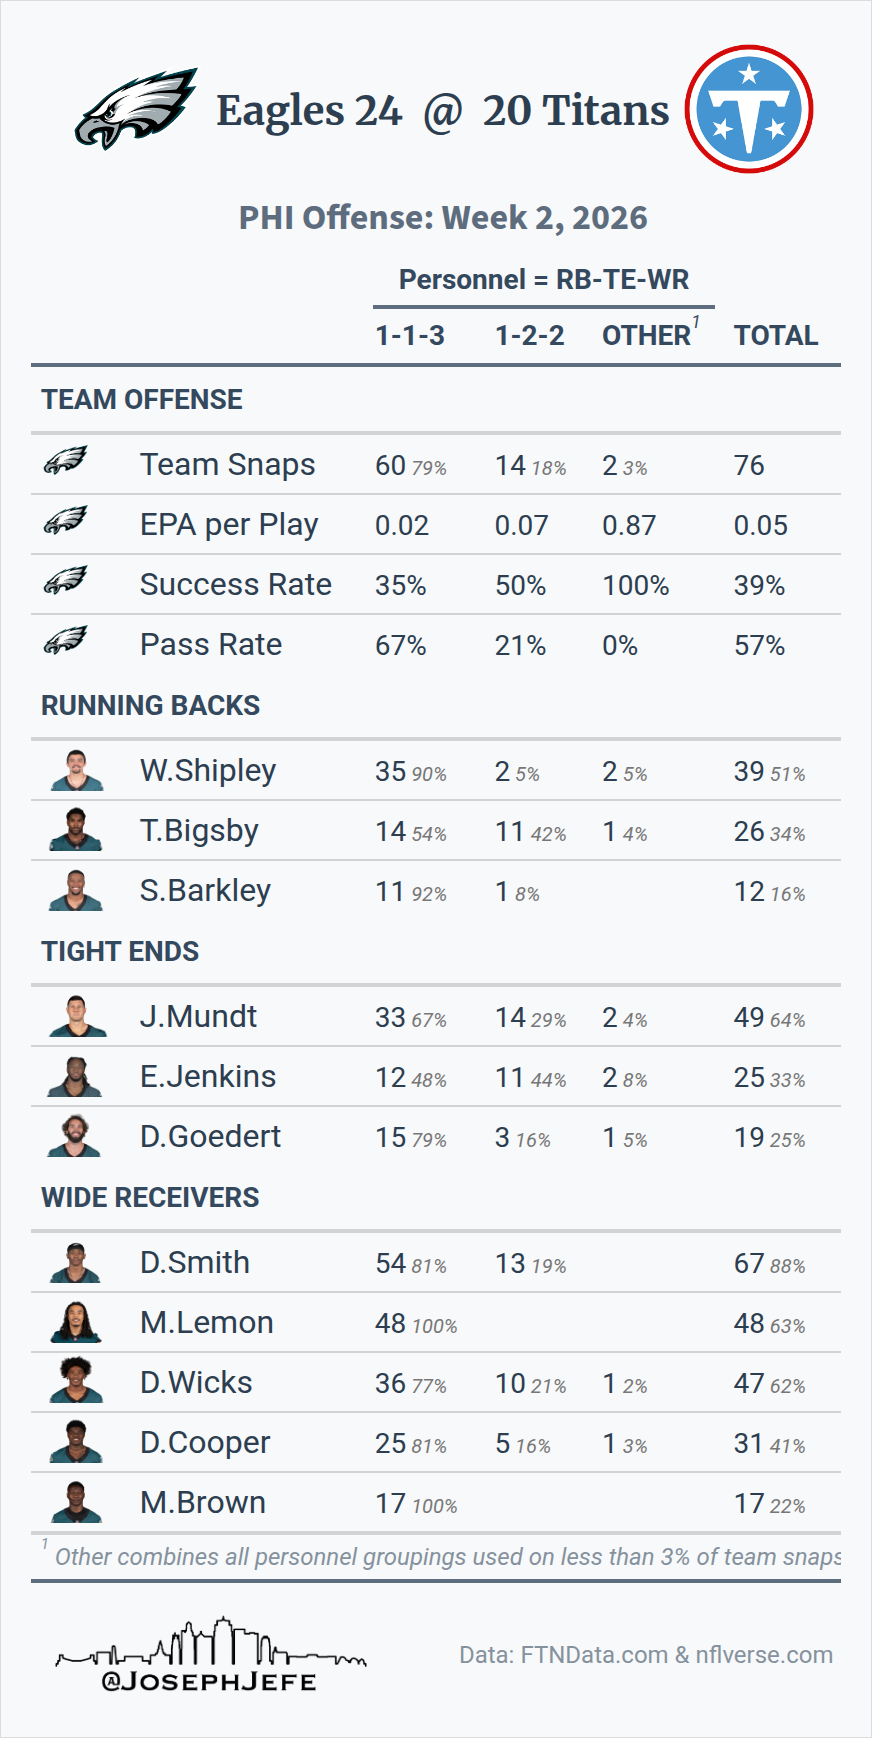 Eagles 24 @ 20 Titans
PHI Offense: Week 2, 2026
Personnel = RB-TE-WR
1-1-3 1-2-2 OTHER1 TOTAL
TEAM OFFENSE
Team Snaps 60 79% 14 18% 2 3% 76
EPA per Play 0.02 0.07 0.87 0.05
Success Rate 35% 50% 100% 39%
Pass Rate 67% 21% 0% 57%
RUNNING BACKS
W.Shipley 35 90% 2 5% 2 5% 39 51%
T.Bigsby 14 54% 11 42% 1 4% 26 34%
S.Barkley 11 92% 1 8% 12 16%
TIGHT ENDS
J.Mundt 33 67% 14 29% 2 4% 49 64%
E.Jenkins 12 48% 11 44% 2 8% 25 33%
D.Goedert 15 79% 3 16% 1 5% 19 25%
WIDE RECEIVERS
D.Smith 54 81% 13 19% 67 88%
M.Lemon 48 100% 48 63%
D.Wicks 36 77% 10 21% 1 2% 47 62%
D.Cooper 25 81% 5 16% 1 3% 31 41%
M.Brown 17 100% 17 22%
1 Other combines all personnel groupings used on less than 3% of team snaps
@JOSEPHJEFE
Data: FTNData.com & nflverse.com